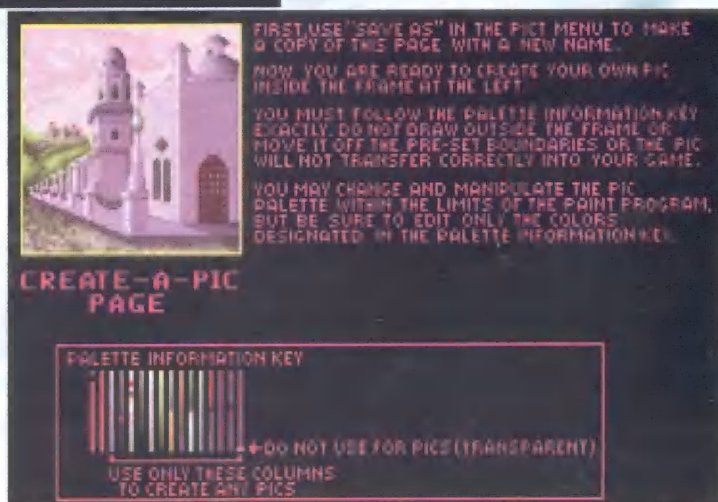 FIRST,USE "SAVE AS" IN THE PICT MENU TO MAKE
A COPY OF THIS PAGE WITH A NEW NAME.
NOW YOU ARE READY TO CREATE YOUR OWN PIC
INSIDE THE FRAME AT THE LEFT.
YOU MUST FOLLOW THE PALETTE INFORMATION KEY
EXACTLY. DO NOT DRAW OUTSIDE THE FRAME OR
MOVE IT OFF THE PRE-SET BOUNDARIES OR THE PIC
WILL NOT TRANSFER CORRECTLY INTO YOUR GAME.
YOU MAY CHANGE AND MANIPULATE THE PIC
PALETTE WITHIN THE LIMITS OF THE PAINT PROGRAM,
BUT BE SURE TO EDIT ONLY THE COLORS
DESIGNATED IN THE PALETTE INFORMATION KEY.
CREATE-A-PIC
PAGE
PALETTE INFORMATION KEY
DO NOT USE FOR PICS (TRANSPARENT)
USE ONLY THESE COLUMNS
TO CREATE ANY PICS